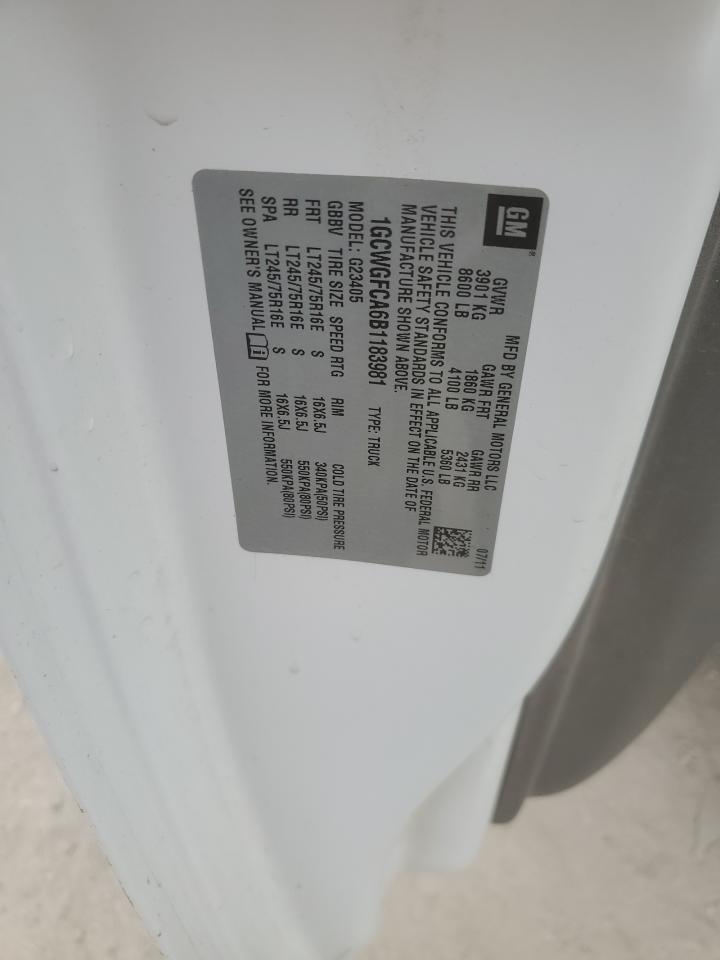 GM®
MFD BY GENERAL MOTORS LLC 07/11
GVWR GAWR FRT GAWR RR
3901 KG 1860 KG 2431 KG
8600 LB 4100 LB 5360 LB
THIS VEHICLE CONFORMS TO ALL APPLICABLE U.S. FEDERAL MOTOR
VEHICLE SAFETY STANDARDS IN EFFECT ON THE DATE OF
MANUFACTURE SHOWN ABOVE.
1GCWGFCA6B1183981 TYPE: TRUCK
MODEL: G23405
GBBV TIRE SIZE SPEED RTG RIM COLD TIRE PRESSURE
FRT LT245/75R16E S 16X6.5J 340KPA(50PSI)
RR LT245/75R16E S 16X6.5J 550KPA(80PSI)
SPA LT245/75R16E S 16X6.5J 550KPA(80PSI)
SEE OWNER'S MANUAL FOR MORE INFORMATION.